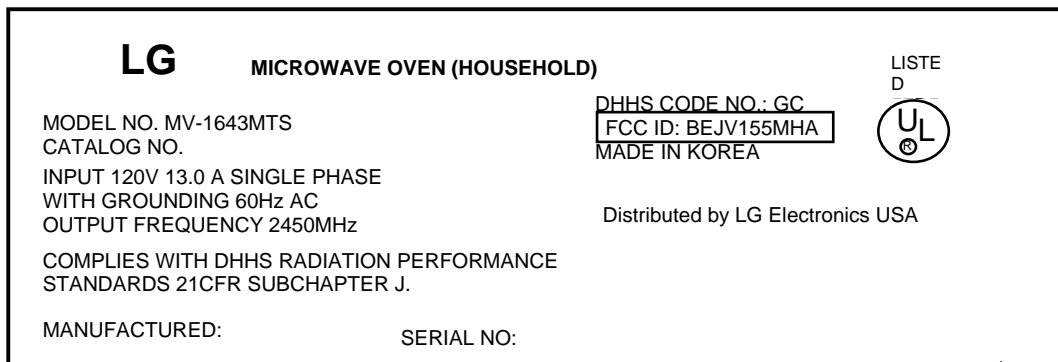 LG
MICROWAVE OVEN (HOUSEHOLD)
LISTE
D
DHHS CODE NO.: GC
FCC ID: BEJV155MHA
MADE IN KOREA
UL
®
MODEL NO. MV-1643MTS
CATALOG NO.
INPUT 120V 13.0 A SINGLE PHASE
WITH GROUNDING 60Hz AC
OUTPUT FREQUENCY 2450MHz
Distributed by LG Electronics USA
COMPLIES WITH DHHS RADIATION PERFORMANCE
STANDARDS 21CFR SUBCHAPTER J.
MANUFACTURED:
SERIAL NO: